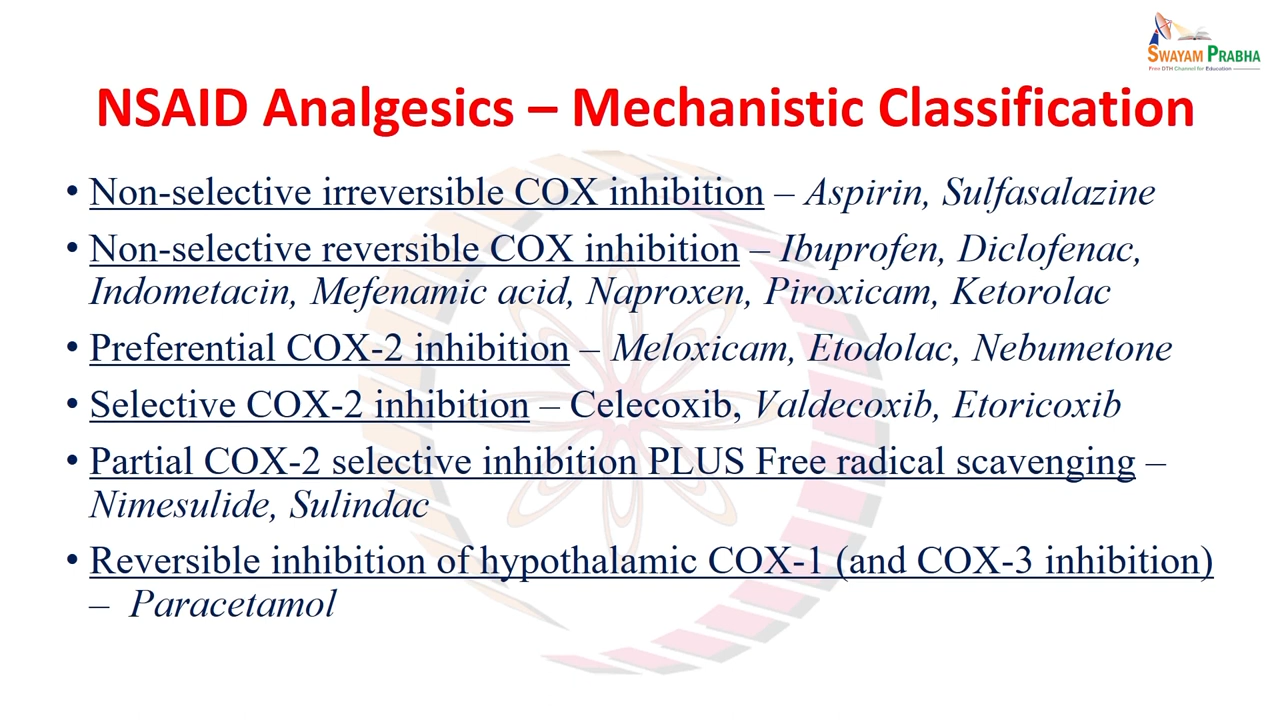 SWAYAM PRABHA
Free DTH Channel for Education
NSAID Analgesics – Mechanistic Classification
• Non-selective irreversible COX inhibition – Aspirin, Sulfasalazine
• Non-selective reversible COX inhibition – Ibuprofen, Diclofenac,
Indometacin, Mefenamic acid, Naproxen, Piroxicam, Ketorolac
• Preferential COX-2 inhibition – Meloxicam, Etodolac, Nebumetone
• Selective COX-2 inhibition – Celecoxib, Valdecoxib, Etoricoxib
• Partial COX-2 selective inhibition PLUS Free radical scavenging –
Nimesulide, Sulindac
• Reversible inhibition of hypothalamic COX-1 (and COX-3 inhibition)
– Paracetamol